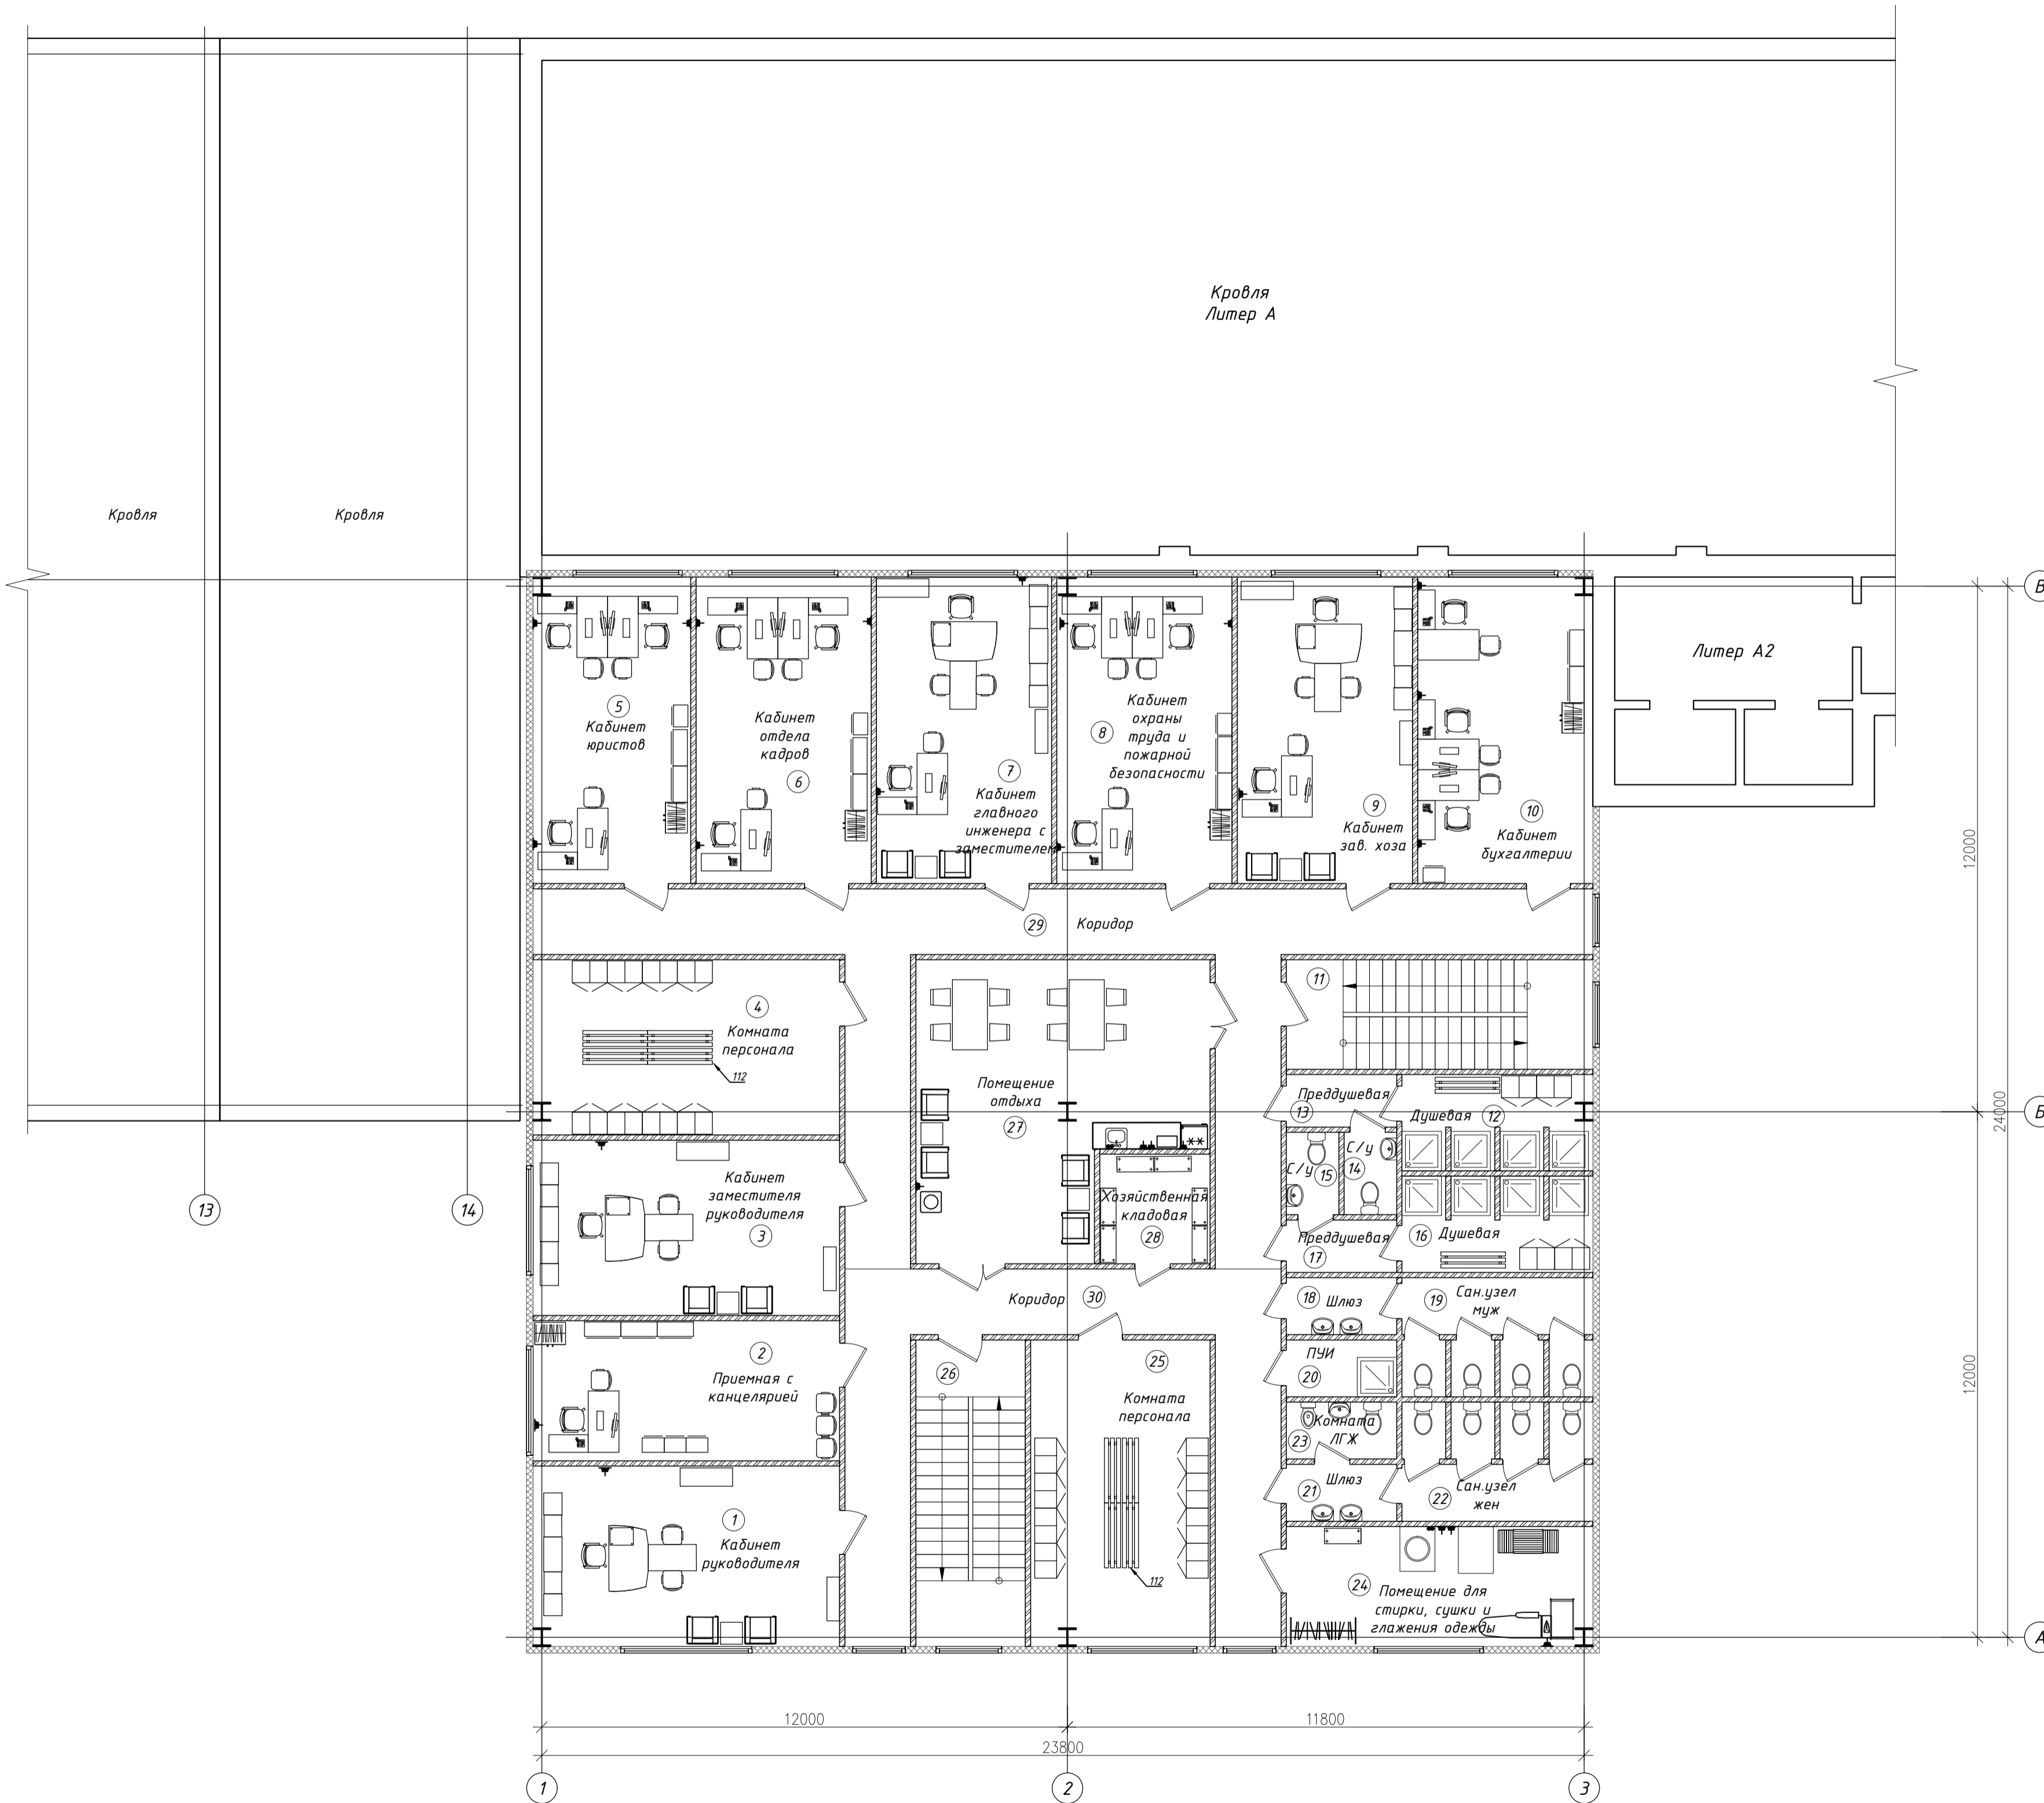 Кровля
Литер А
Кровля
Кровля
В
Литер А2
5
Кабинет
юристов
Кабинет
отдела
кадров
6
7
Кабинет
главного
инженера с
заместителем
Кабинет
охраны
труда и
пожарной
безопасности
8
9
Кабинет
зав. хоза
10
Кабинет
бухгалтерии
12000
29
Коридор
4
Комната
персонала
112
11
Помещение
отдыха
27
Преддушевая
13
Душевая
12
24000
Б
С/у
14
С/у
15
13
14
Кабинет
заместителя
руководителя
3
Хозяйственная
кладовая
28
Преддушевая
17
16
Душевая
Коридор
30
18
Шлюз
19
Сан.узел
муж
2
Приемная с
канцелярией
26
25
Комната
персонала
112
ПУИ
20
12000
Комната
ЛГЖ
23
21
Шлюз
22
Сан.узел
жен
1
Кабинет
руководителя
24
Помещение для
стирки, сушки и
глажения одежды
А
12000
11800
23800
1
2
3